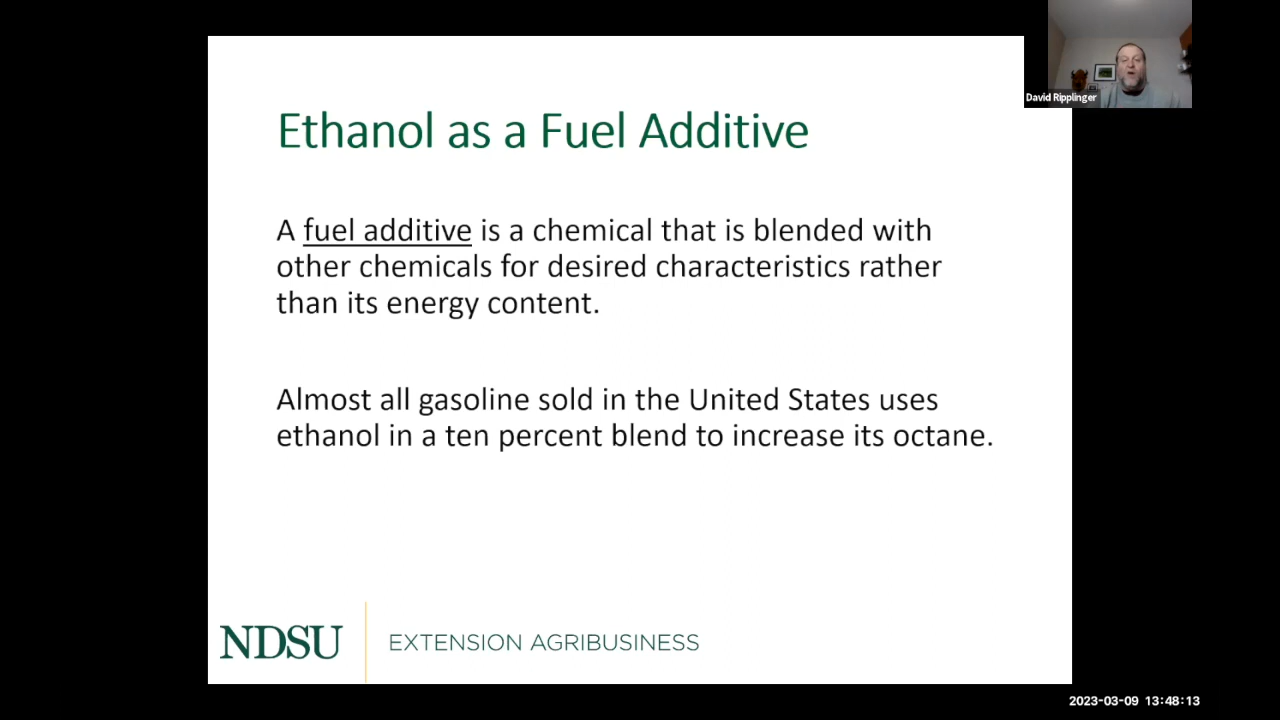 David Ripplinger
Ethanol as a Fuel Additive
A fuel additive is a chemical that is blended with
other chemicals for desired characteristics rather
than its energy content.
Almost all gasoline sold in the United States uses
ethanol in a ten percent blend to increase its octane.
NDSU
EXTENSION AGRIBUSINESS
2023-03-09 13:48:13